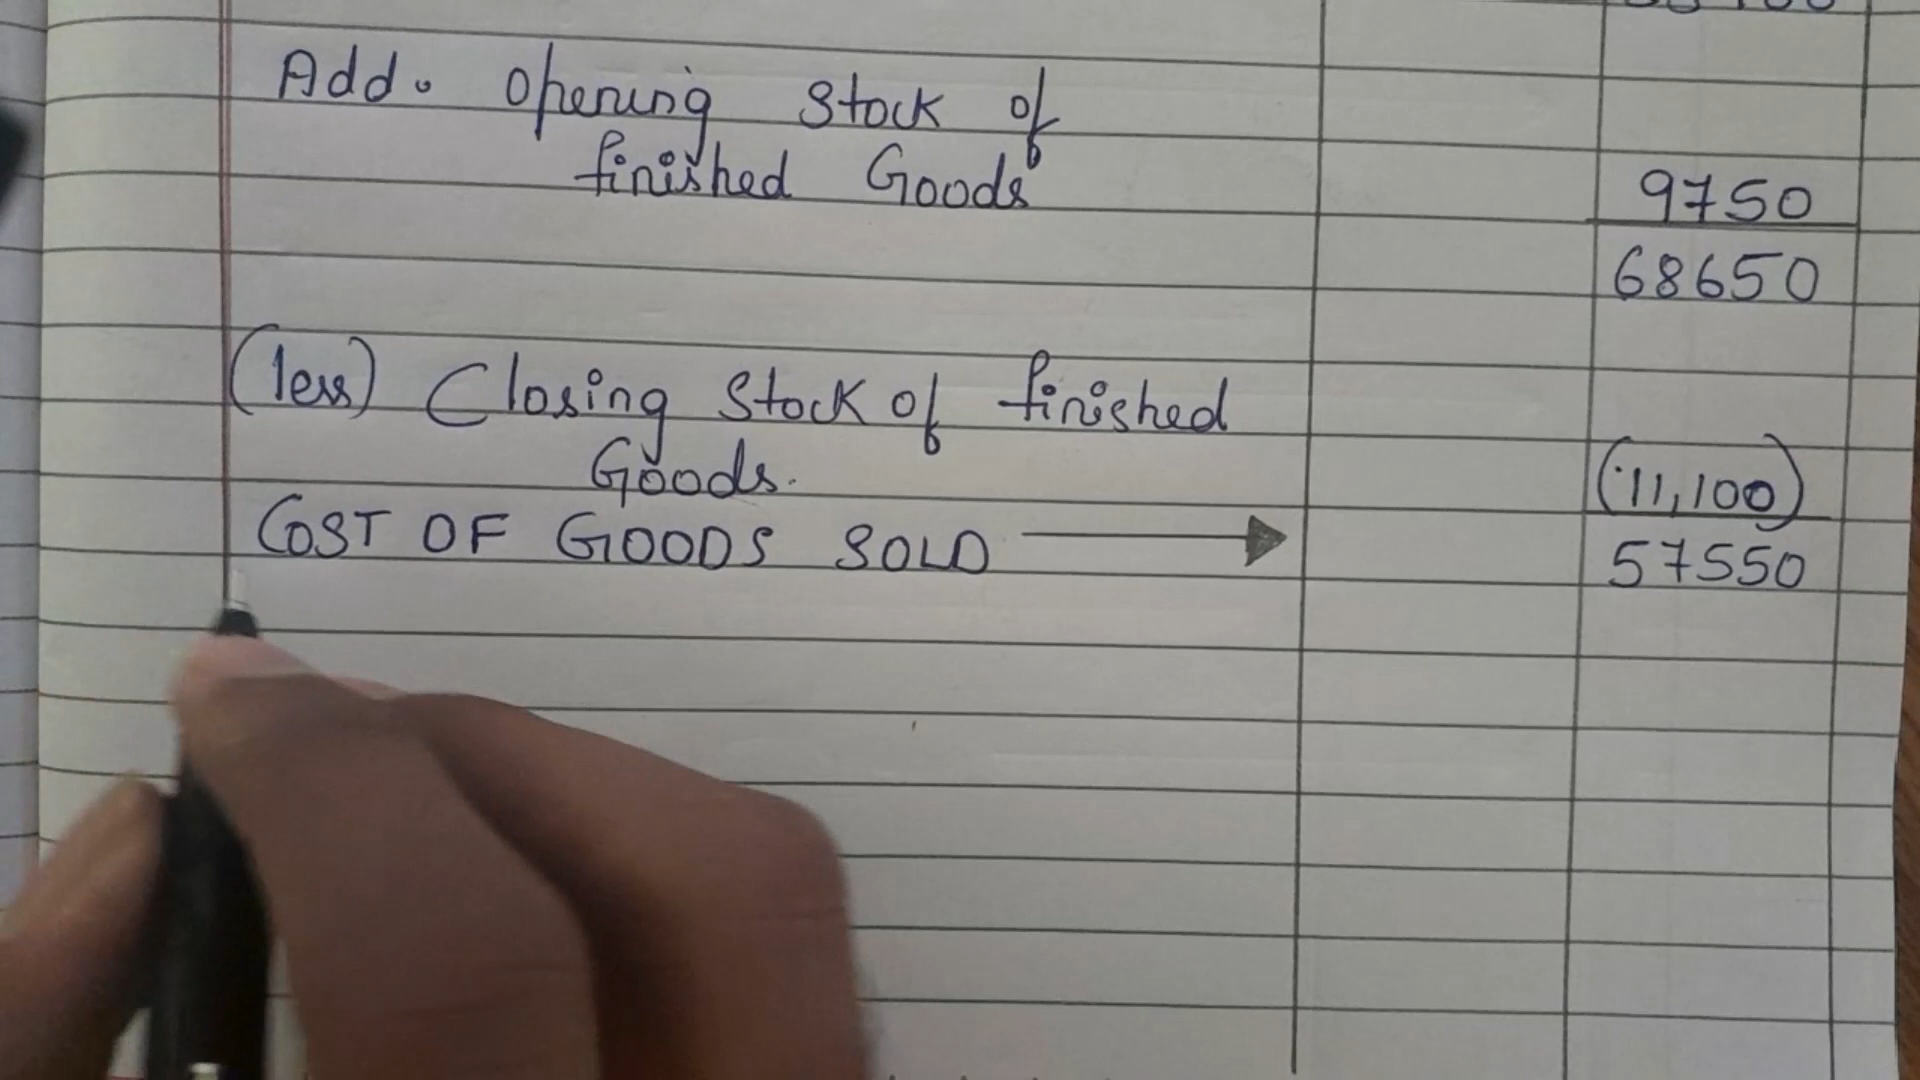 Add. Opening Stock of
finished Goods 9750
68650
(less) Closing Stock of finished
Goods. (11,100)
COST OF GOODS SOLD → 57550